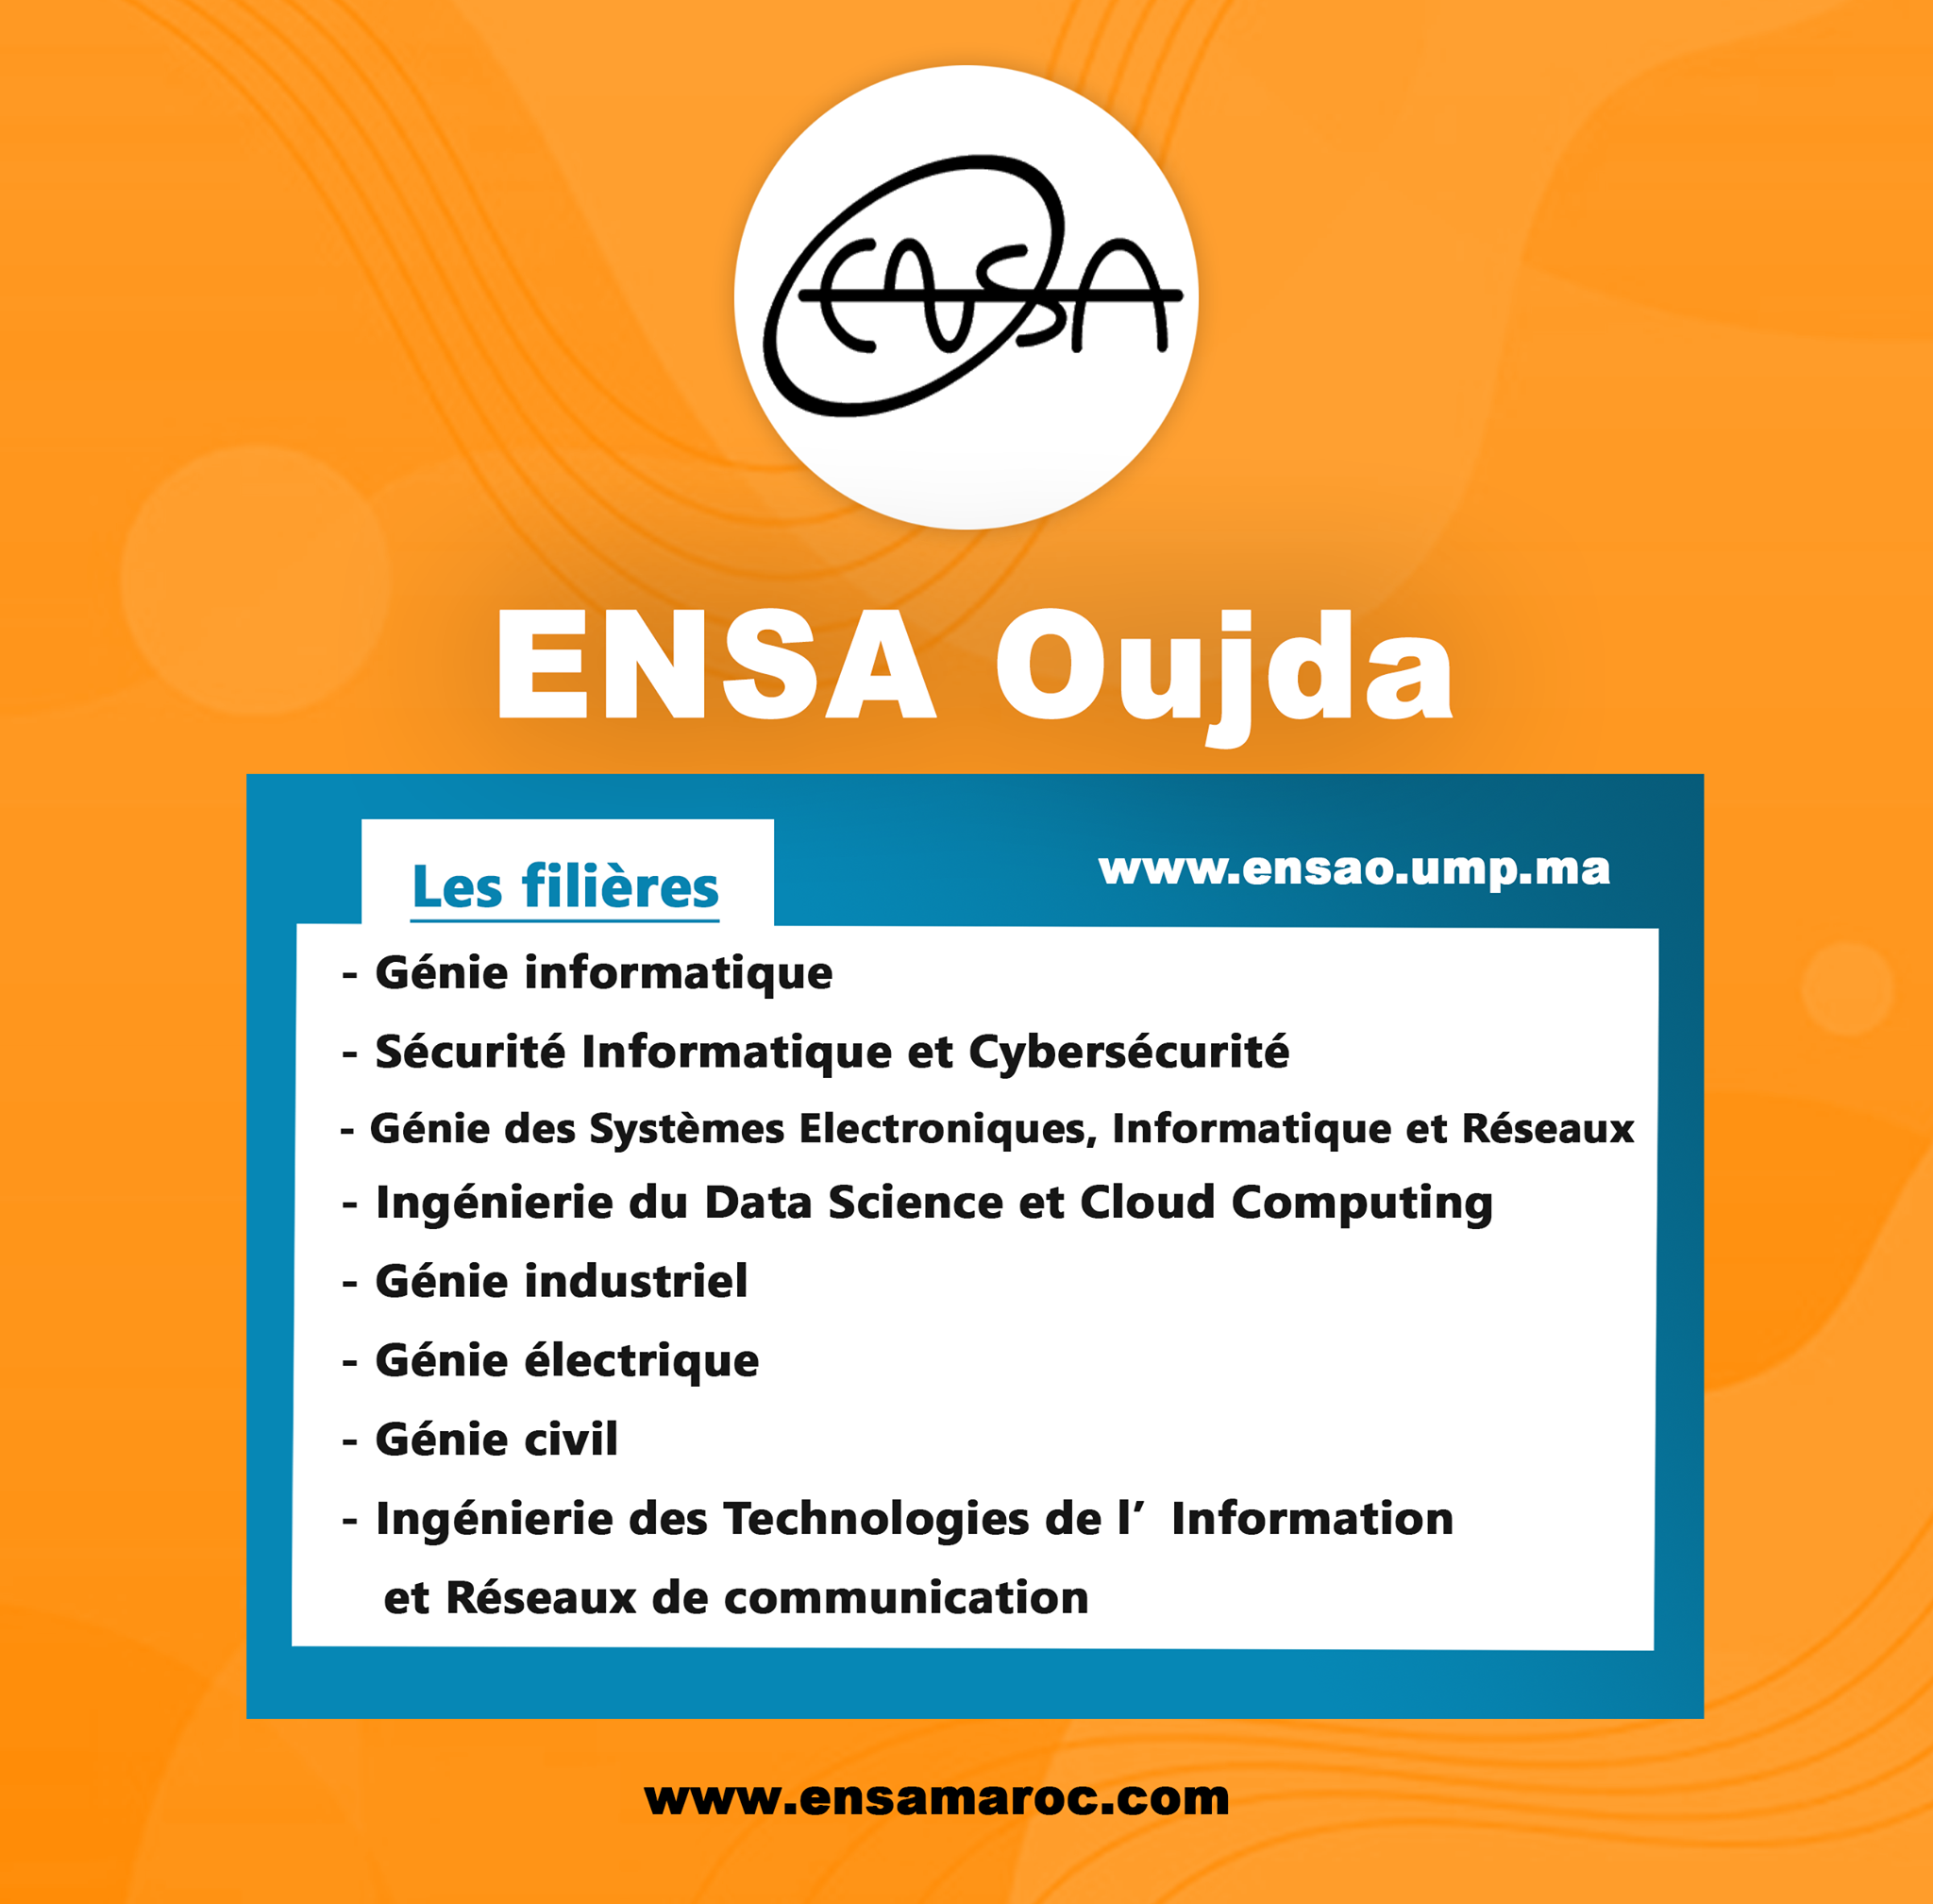 ENSA
ENSA Oujda
Les filières
www.ensao.ump.ma
- Génie informatique
- Sécurité Informatique et Cybersécurité
- Génie des Systèmes Electroniques, Informatique et Réseaux
- Ingénierie du Data Science et Cloud Computing
- Génie industriel
- Génie électrique
- Génie civil
- Ingénierie des Technologies de l’ Information
et Réseaux de communication
www.ensamaroc.com